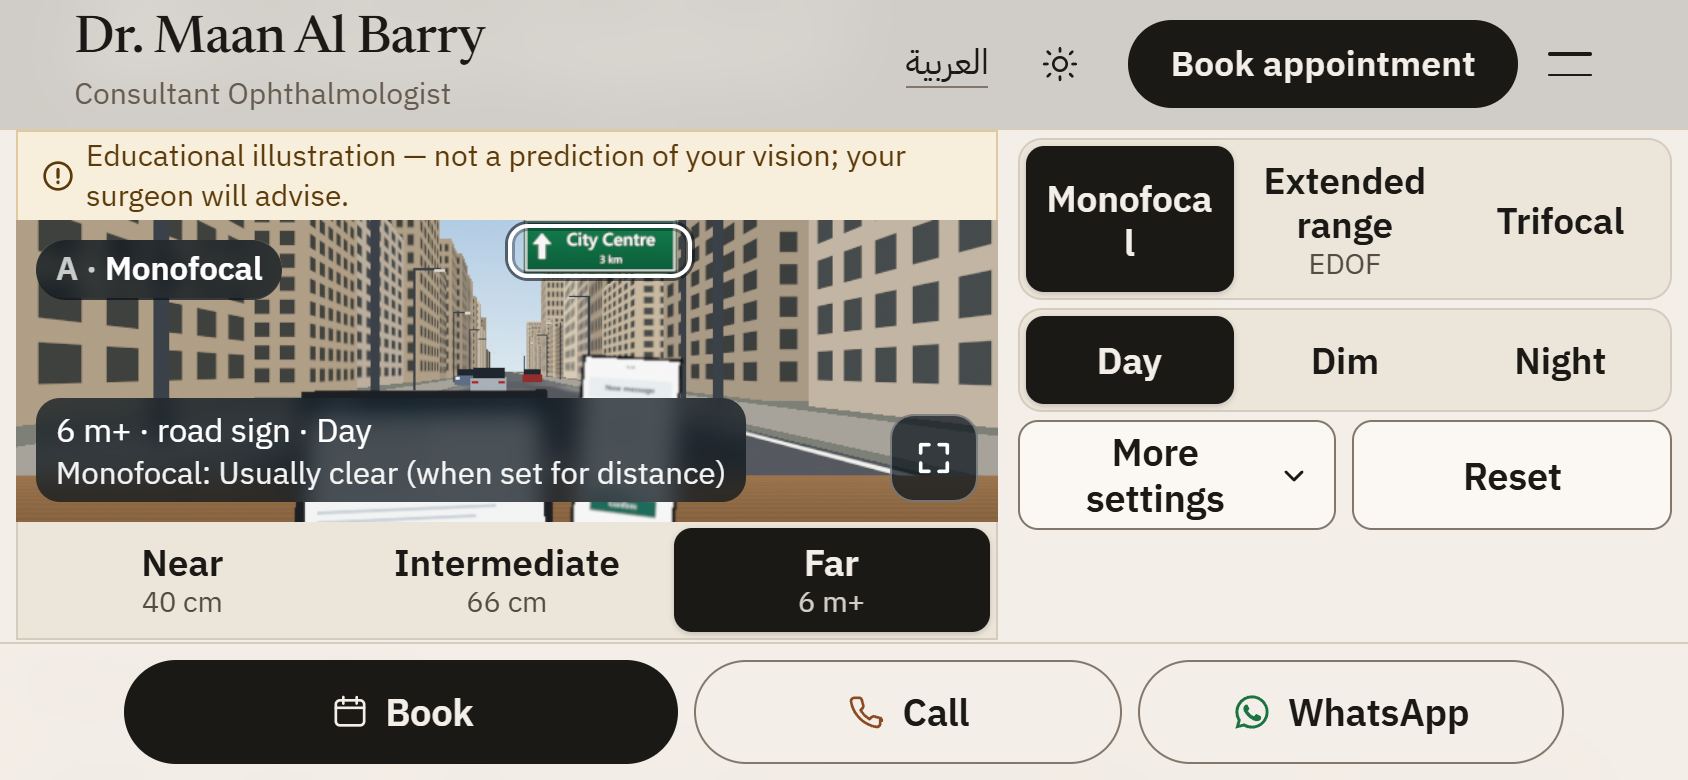 Dr. Maan Al Barry
Consultant Ophthalmologist
العربية
Book appointment
Educational illustration — not a prediction of your vision; your
surgeon will advise.
A · Monofocal
City Centre
3 km
New message
6 m+ · road sign · Day
Monofocal: Usually clear (when set for distance)
Near
40 cm
Intermediate
66 cm
Far
6 m+
Monofoca
l
Extended
range
EDOF
Trifocal
Day
Dim
Night
More
settings
Reset
Book
Call
WhatsApp